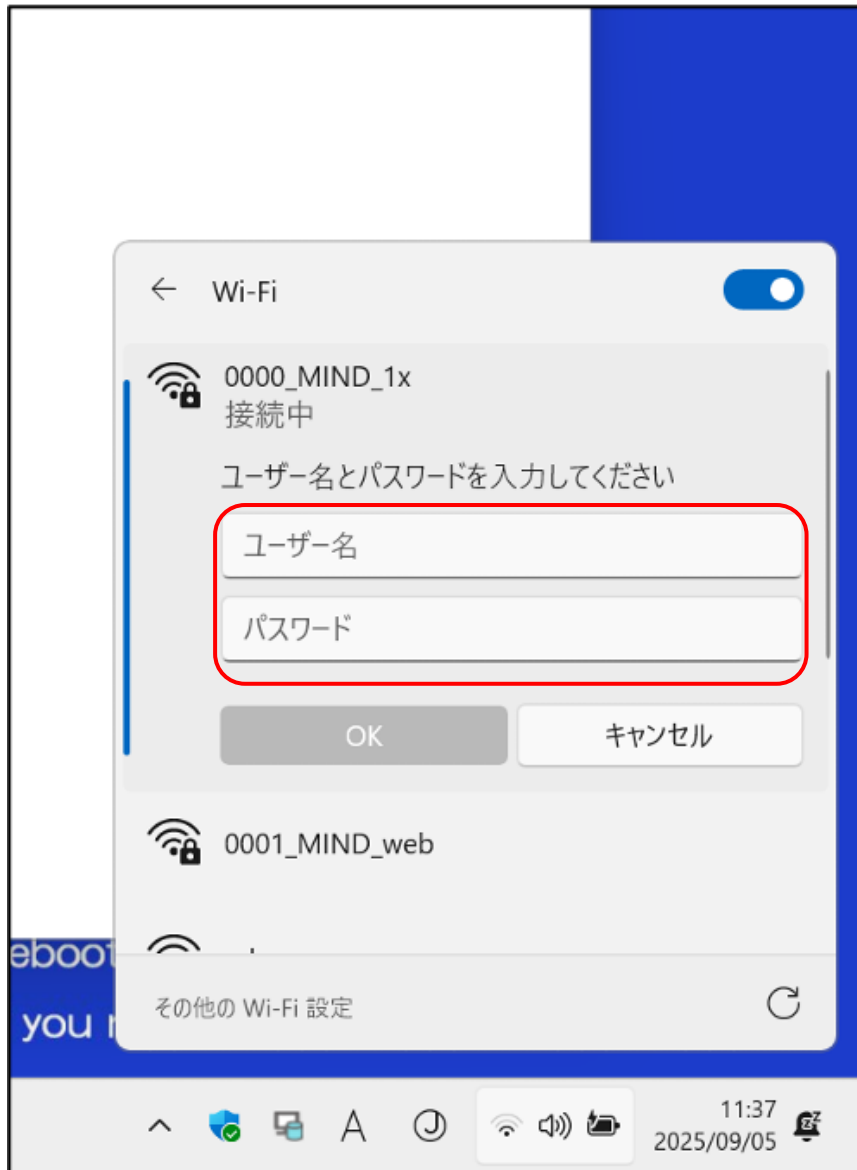 Wi-Fi
0000_MIND_1x
接続中
ユーザー名とパスワードを入力してください
ユーザー名
パスワード
OK
キャンセル
0001_MIND_web
eboot
you
その他の Wi-Fi 設定
A
J
11:37
2025/09/05